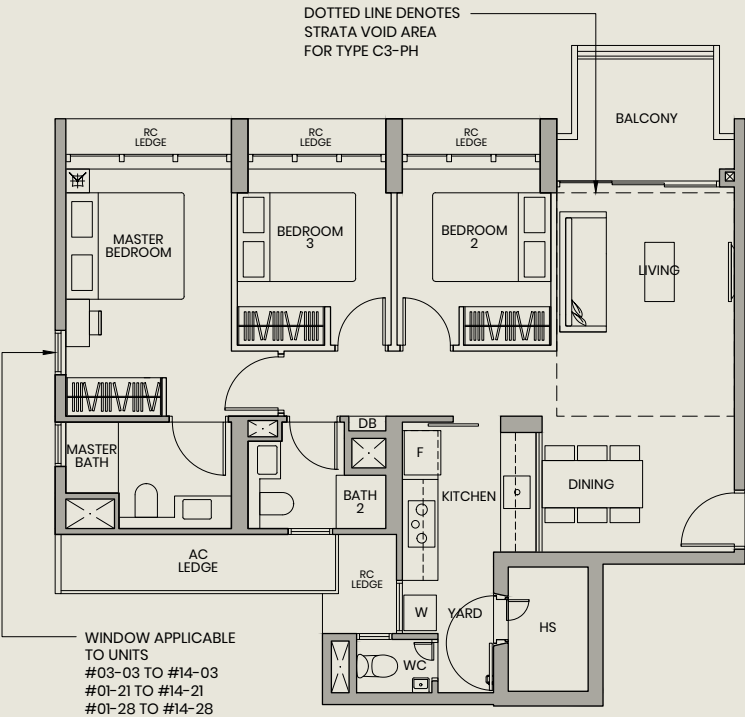 DOTTED LINE DENOTES
STRATA VOID AREA
FOR TYPE C3-PH
BALCONY
RC
LEDGE
RC
LEDGE
RC
LEDGE
MASTER
BEDROOM
BEDROOM
3
BEDROOM
2
LIVING
DB
MASTER
BATH
F
BATH
2
KITCHEN
DINING
AC
LEDGE
RC
LEDGE
W
YARD
HS
WC
WINDOW APPLICABLE
TO UNITS
#03-03 TO #14-03
#01-21 TO #14-21
#01-28 TO #14-28